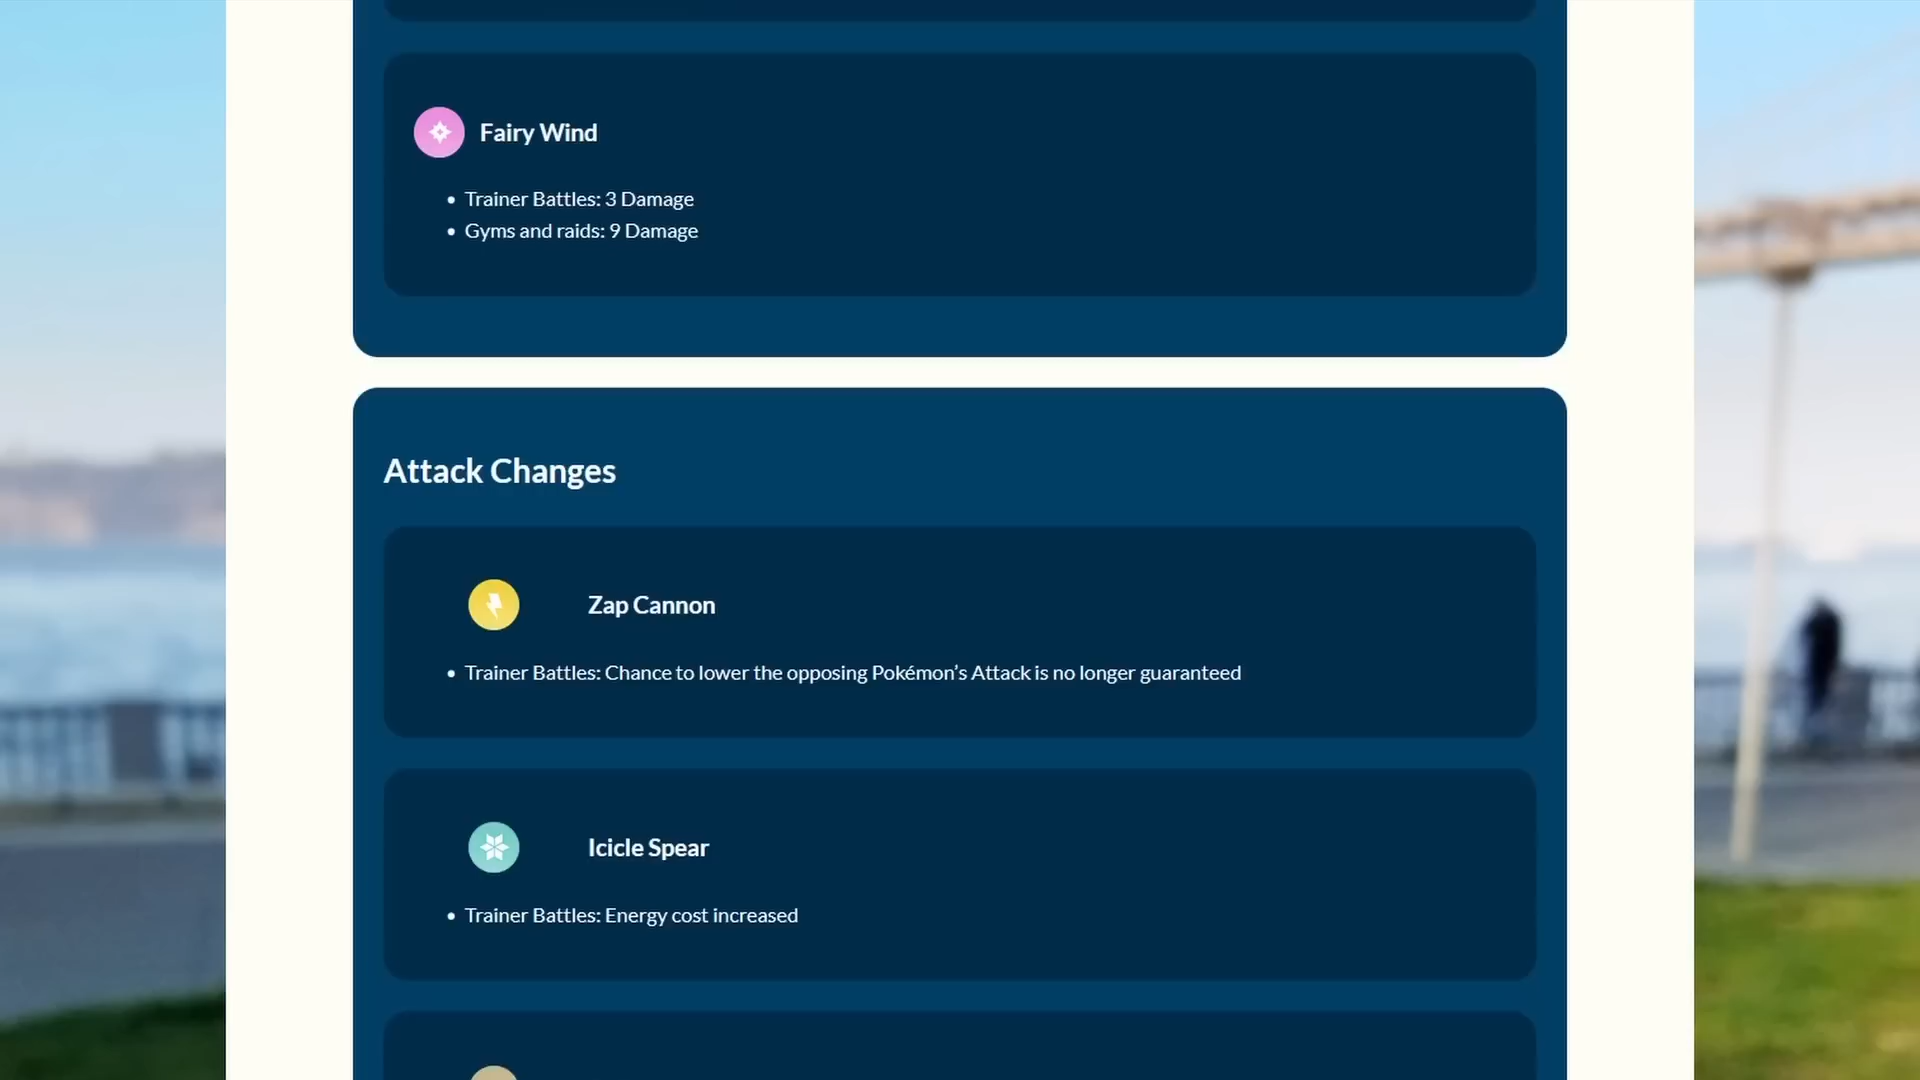 Fairy Wind
• Trainer Battles: 3 Damage
• Gyms and raids: 9 Damage
Attack Changes
Zap Cannon
• Trainer Battles: Chance to lower the opposing Pokémon’s Attack is no longer guaranteed
Icicle Spear
• Trainer Battles: Energy cost increased